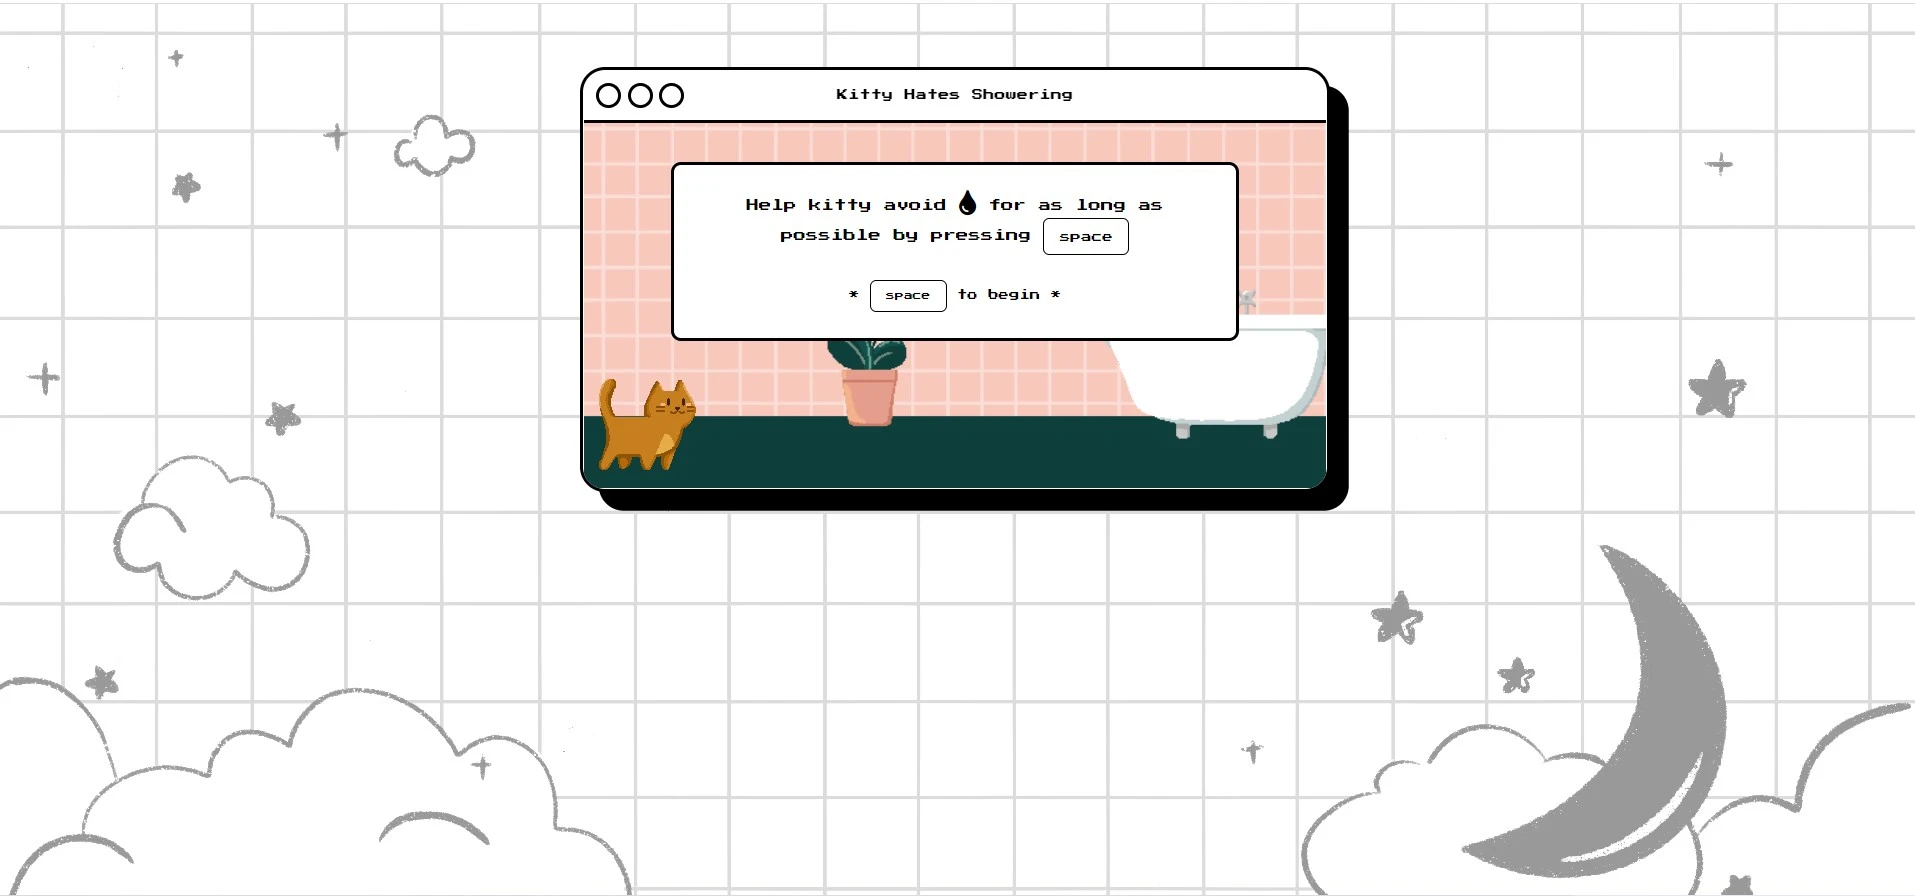 Kitty Hates Showering
Help kitty avoid for as long as
possible by pressing space
* space to begin *